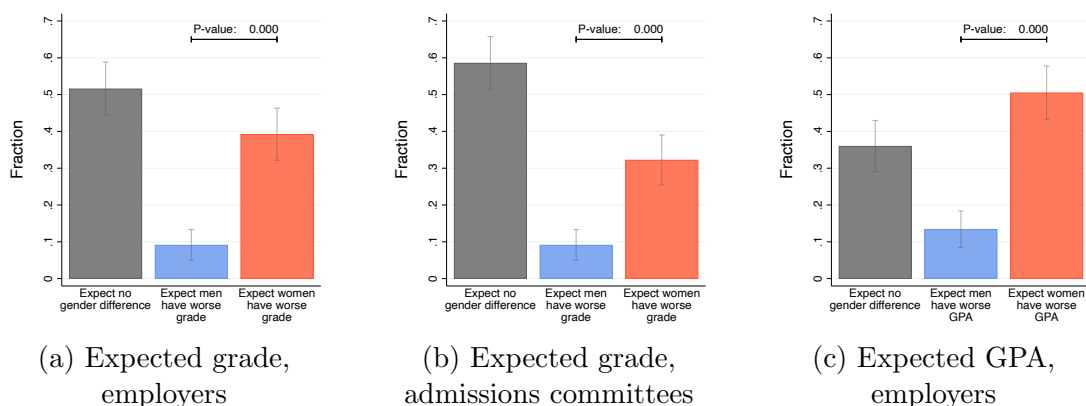 P-value: 0.000
.7
.6
.5
.4
.3
.2
.1
0
Fraction
Expect no
gender difference
Expect men
have worse
grade
Expect women
have worse
grade
(a) Expected grade,
employers
P-value: 0.000
.7
.6
.5
.4
.3
.2
.1
0
Fraction
Expect no
gender difference
Expect men
have worse
grade
Expect women
have worse
grade
(b) Expected grade,
admissions committees
P-value: 0.000
.7
.6
.5
.4
.3
.2
.1
0
Fraction
Expect no
gender difference
Expect men
have worse
GPA
Expect women
have worse
GPA
(c) Expected GPA,
employers